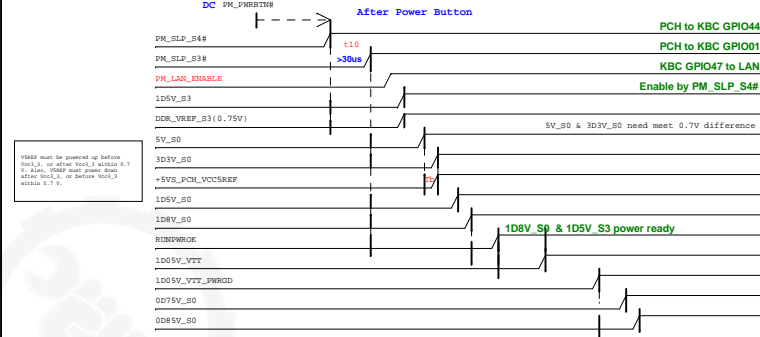 DC PM_PWRBTN#
After Power Button
PM_SLP_S4#
PCH to KBC GPIO44
t10
PM_SLP_S3#
>30us
PCH to KBC GPIO01
PM_LAN_ENABLE
KBC GPIO47 to LAN
1D5V_S3
Enable by PM_SLP_S4#
DDR_VREF_S3(0.75V)
5V_S0
5V_S0 & 3D3V_S0 need meet 0.7V difference
V5REF must be powered up before
Vcc3_3, or after Vcc3_3 within 0.7
V. Also, V5REF must power down
after Vcc3_3, or before Vcc3_3
within 0.7 V.
3D3V_S0
+5VS_PCH_VCC5REF
1D5V_S0
1D8V_S0
1D8V_S0 & 1D5V_S3 power ready
RUNPWROK
1D05V_VTT
1D05V_VTT_PWRGD
0D75V_S0
0D85V_S0